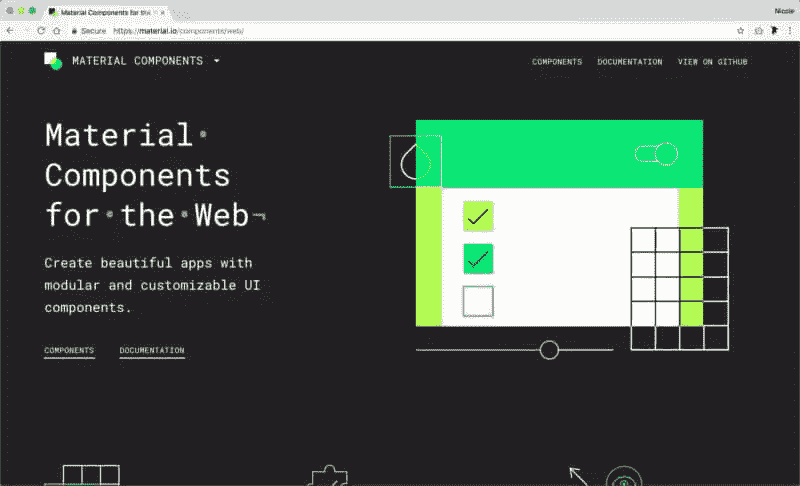 Material Components for the
Nicole
Secure
https://material.io/components/web/
MATERIAL COMPONENTS
COMPONENTS
DOCUMENTATION
VIEW ON GITHUB
Material
Components
for the Web
Create beautiful apps with
modular and customizable UI
components.
COMPONENTS
DOCUMENTATION